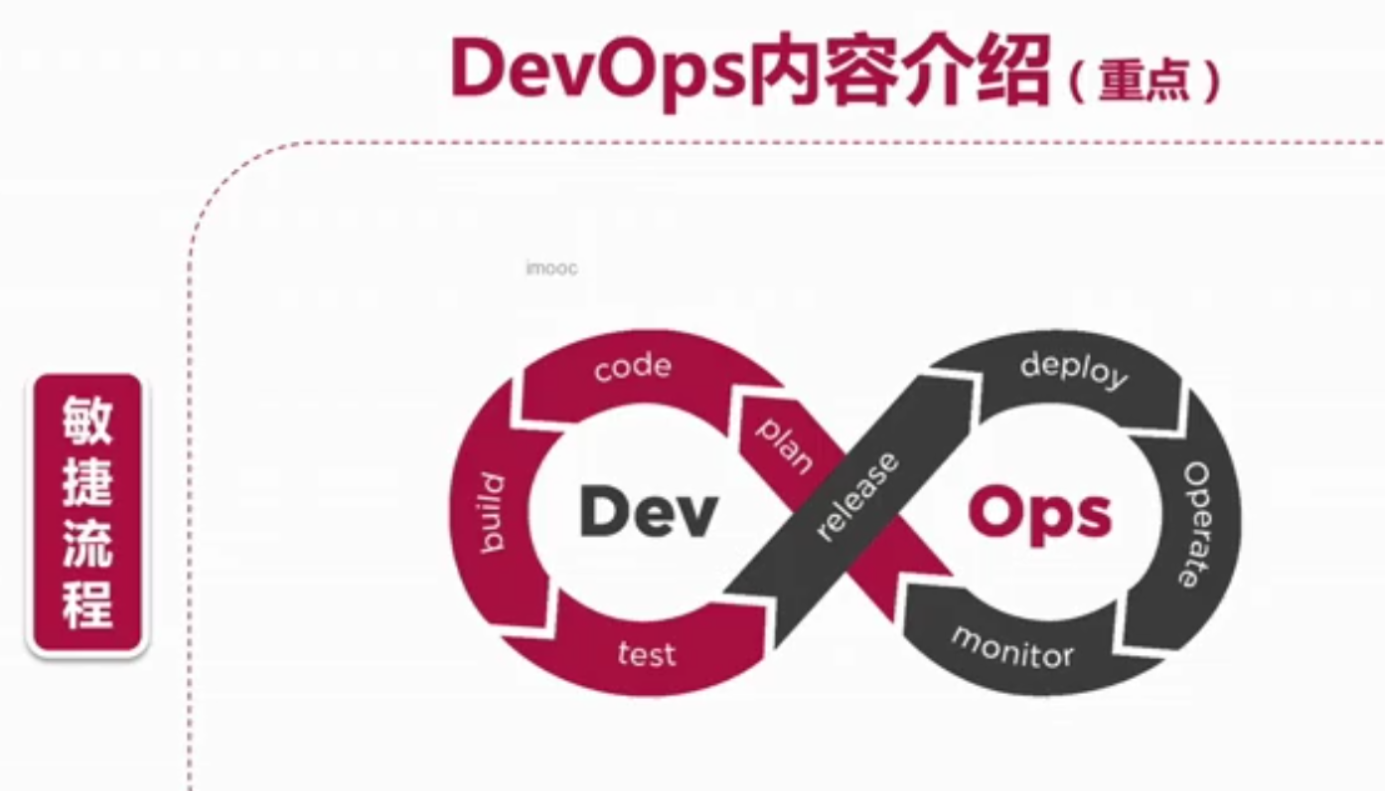 DevOps内容介绍（重点）
imooc
敏捷流程
code
plan
build
Dev
test
release
deploy
Ops
Operate
monitor